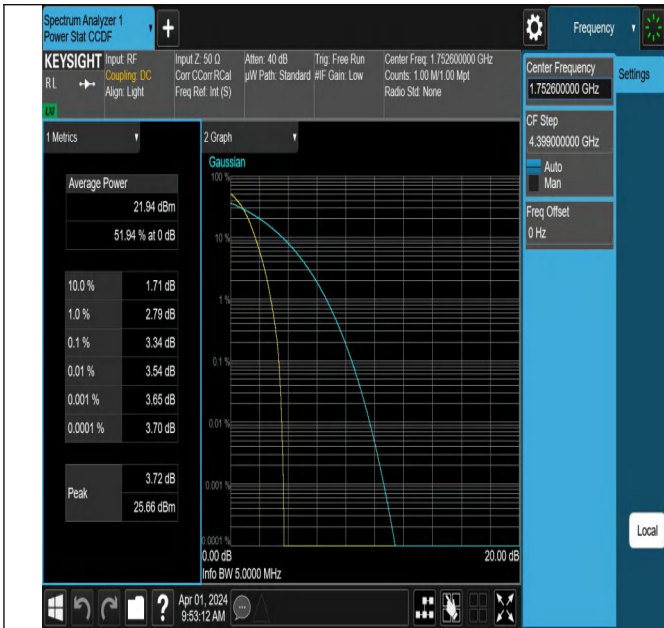 Spectrum Analyzer 1
Power Stat CCDF
+
Frequency
KEYSIGHT
RL
LXI
Input: RF
Coupling: DC
Align: Light
Input Z: 50 Ω
Corr CCorr RCal
Freq Ref: Int (S)
Atten: 40 dB
µW Path: Standard
Trig: Free Run
#IF Gain: Low
Center Freq: 1.752600000 GHz
Counts: 1.00 M/1.00 Mpt
Radio Std: None
Center Frequency
1.752600000 GHz
Settings
CF Step
4.399000000 GHz
Auto
Man
Freq Offset
0 Hz
Local
1 Metrics
Average Power
21.94 dBm
51.94 % at 0 dB
10.0 % 1.71 dB
1.0 % 2.79 dB
0.1 % 3.34 dB
0.01 % 3.54 dB
0.001 % 3.65 dB
0.0001 % 3.70 dB
Peak
3.72 dB
25.66 dBm
2 Graph
Gaussian
100 %
10 %
1 %
0.1 %
0.01 %
0.001 %
0.0001 %
0.00 dB 20.00 dB
Info BW 5.0000 MHz
?
Apr 01, 2024
9:53:12 AM